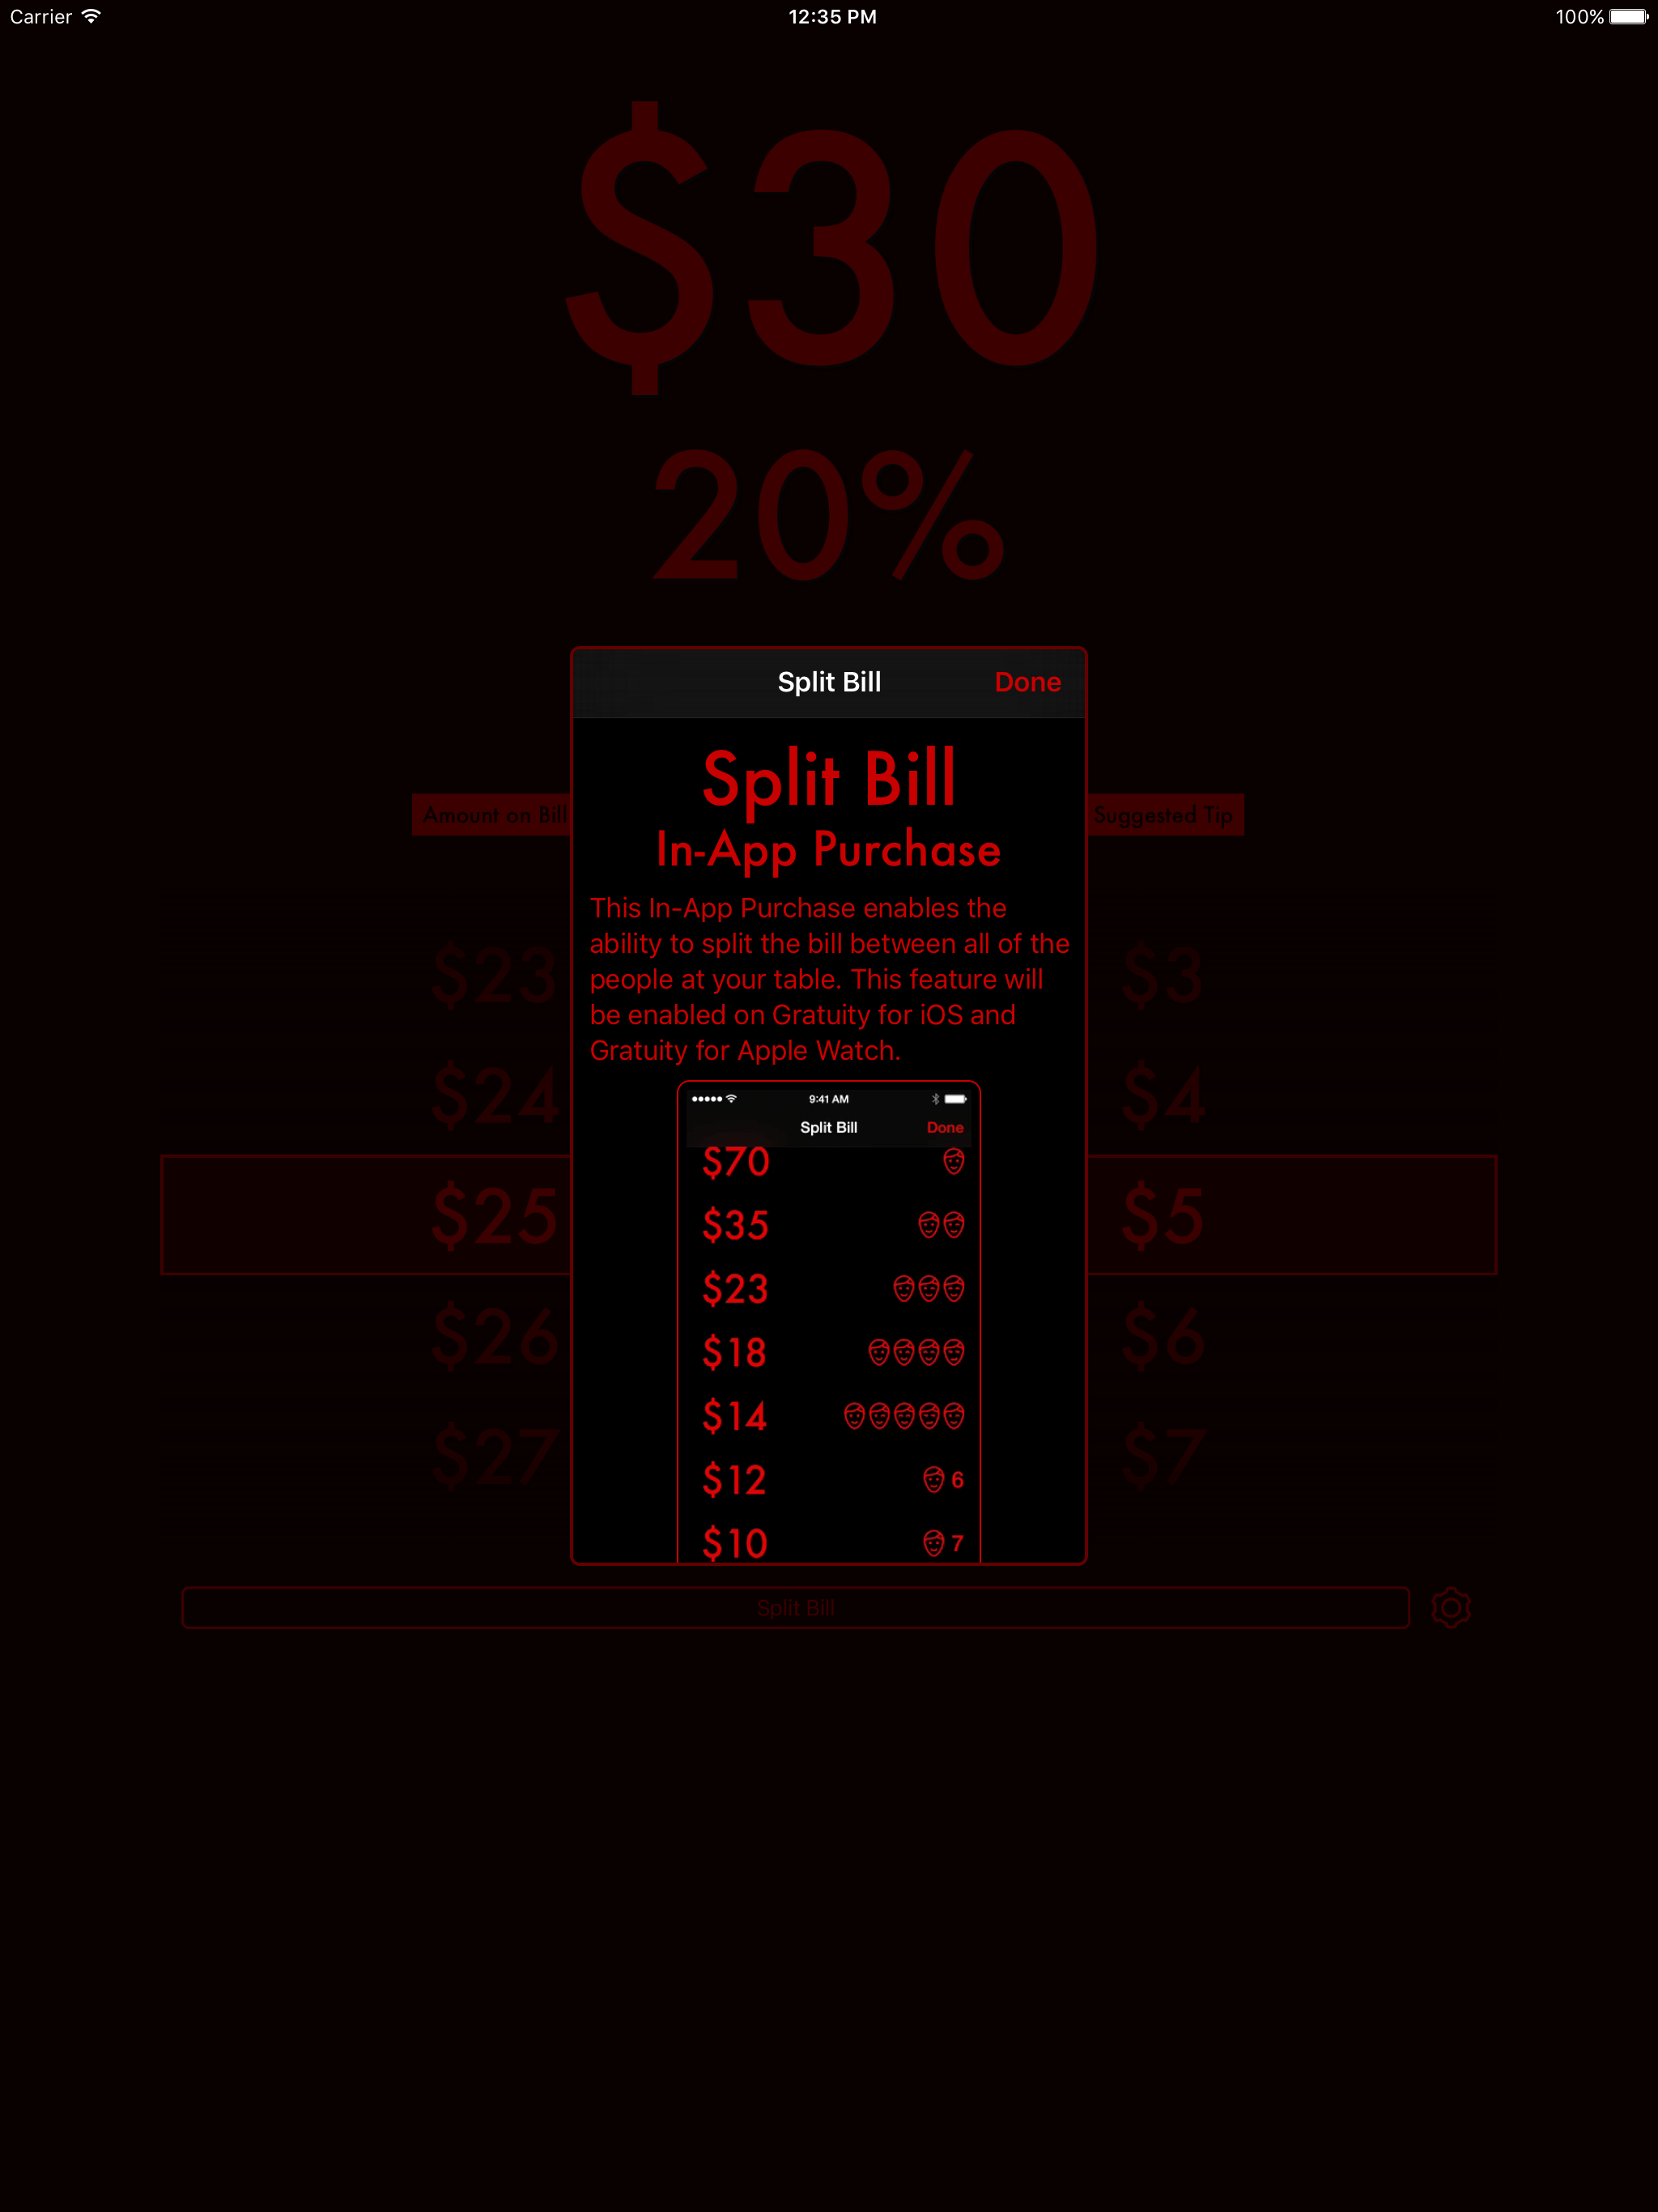 Carrier 12:35 PM 100%
$30
20%
Split Bill Done
Split Bill
In-App Purchase
Amount on Bill Suggested Tip
This In-App Purchase enables the
ability to split the bill between all of the
people at your table. This feature will
be enabled on Gratuity for iOS and
Gratuity for Apple Watch.
$23 $3
$24 $4
$25 $5
$26 $6
$27 $7
9:41 AM
Split Bill Done
$70
$35
$23
$18
$14
$12 6
$10 7
Split Bill